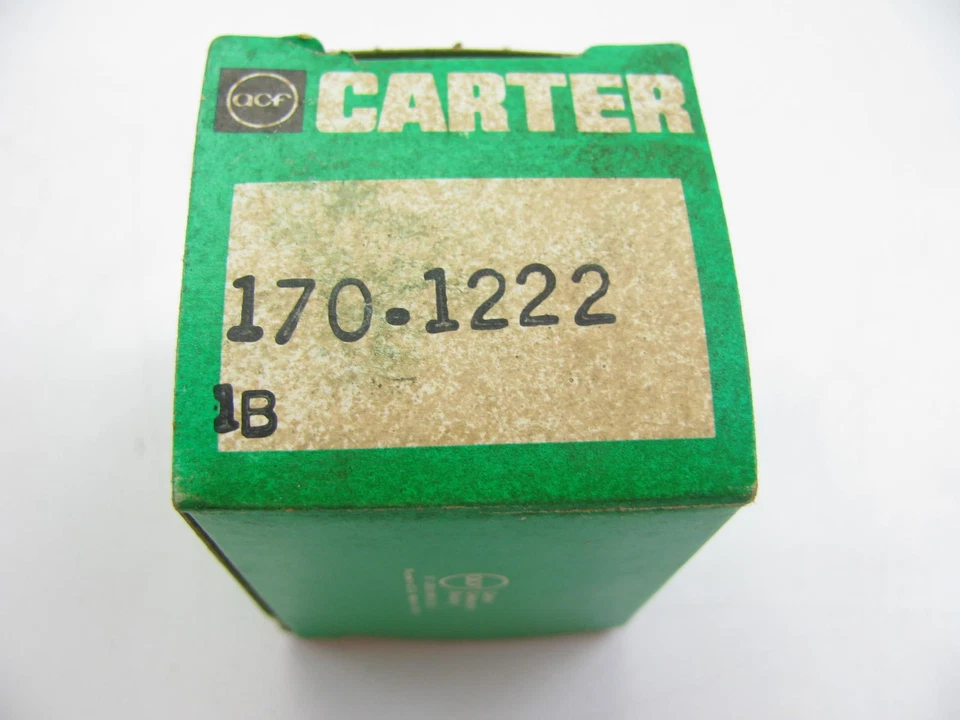 acf CARTER
170-1222
1B